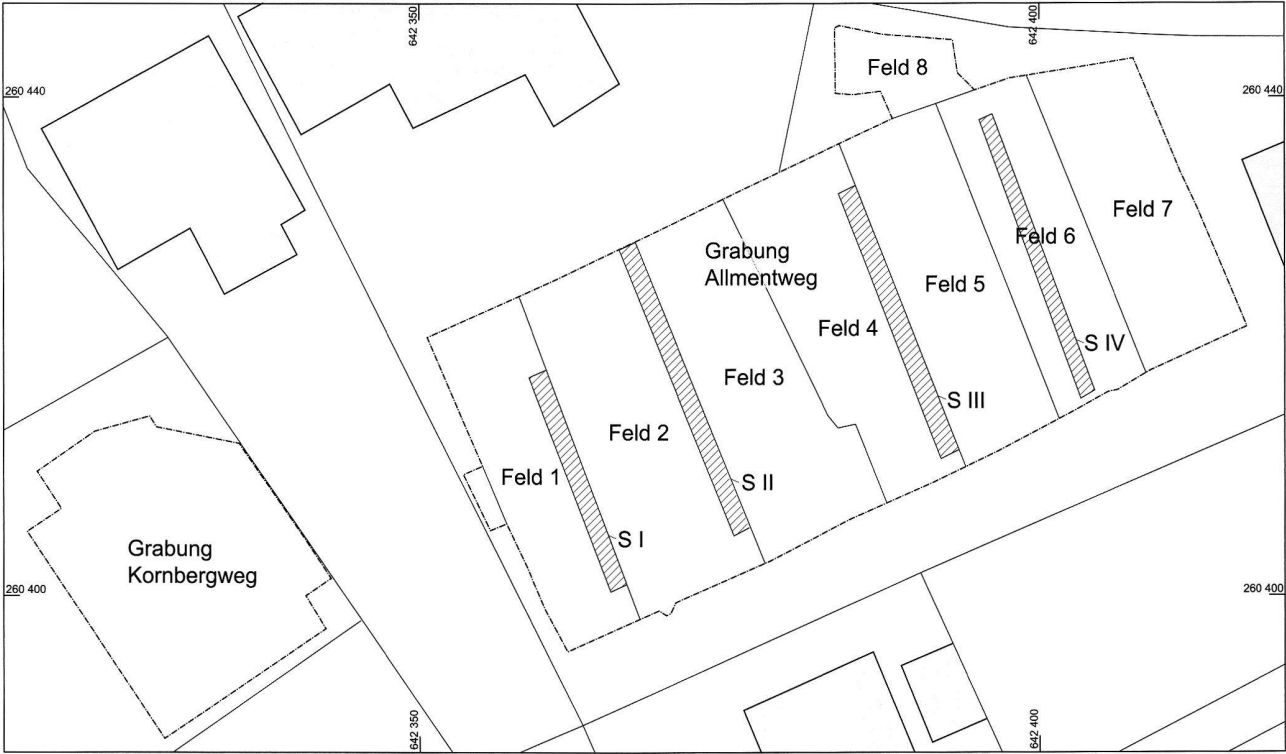 642 350
642 400
260 440
260 440
Feld 8
Feld 7
Feld 6
Grabung
Allmentweg
Feld 5
Feld 4
S IV
Feld 3
S III
Feld 2
Feld 1
S II
S I
Grabung
Kornbergweg
260 400
260 400
642 350
642 400